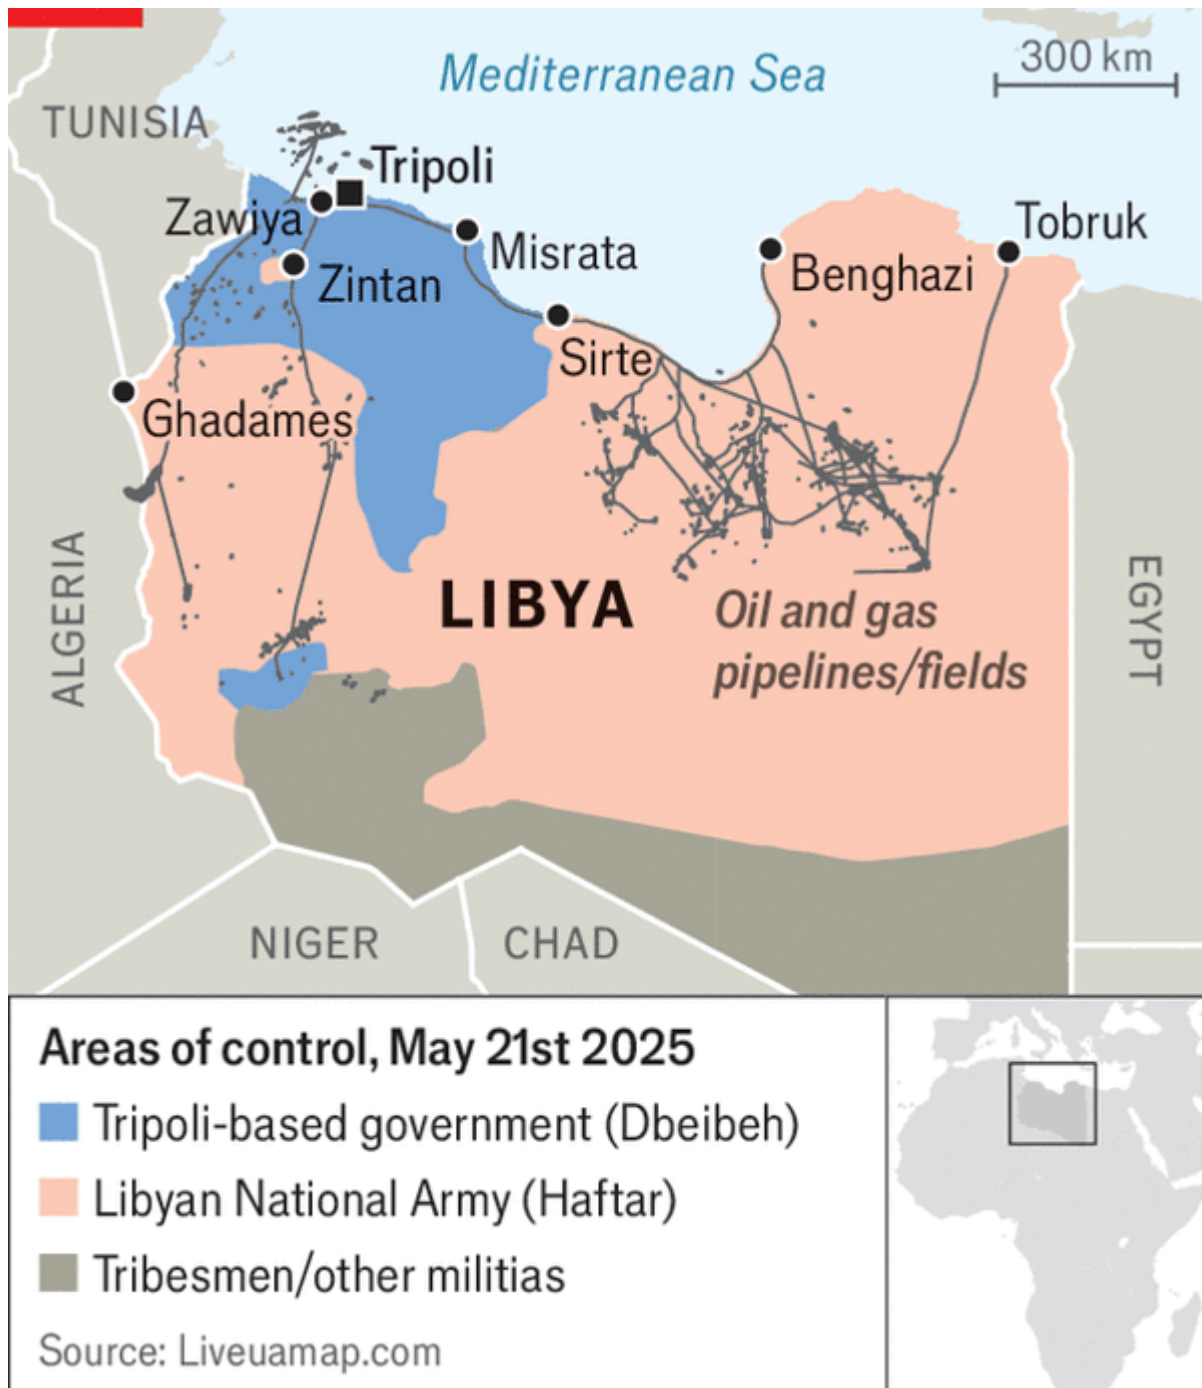 Mediterranean Sea
300 km
TUNISIA
Tripoli
Zawiya
Tobruk
Misrata
Benghazi
Zintan
Sirte
Ghadames
ALGERIA
EGYPT
LIBYA
Oil and gas
pipelines/fields
NIGER
CHAD
Areas of control, May 21st 2025
Tripoli-based government (Dbeibeh)
Libyan National Army (Haftar)
Tribesmen/other militias
Source: Liveuamap.com